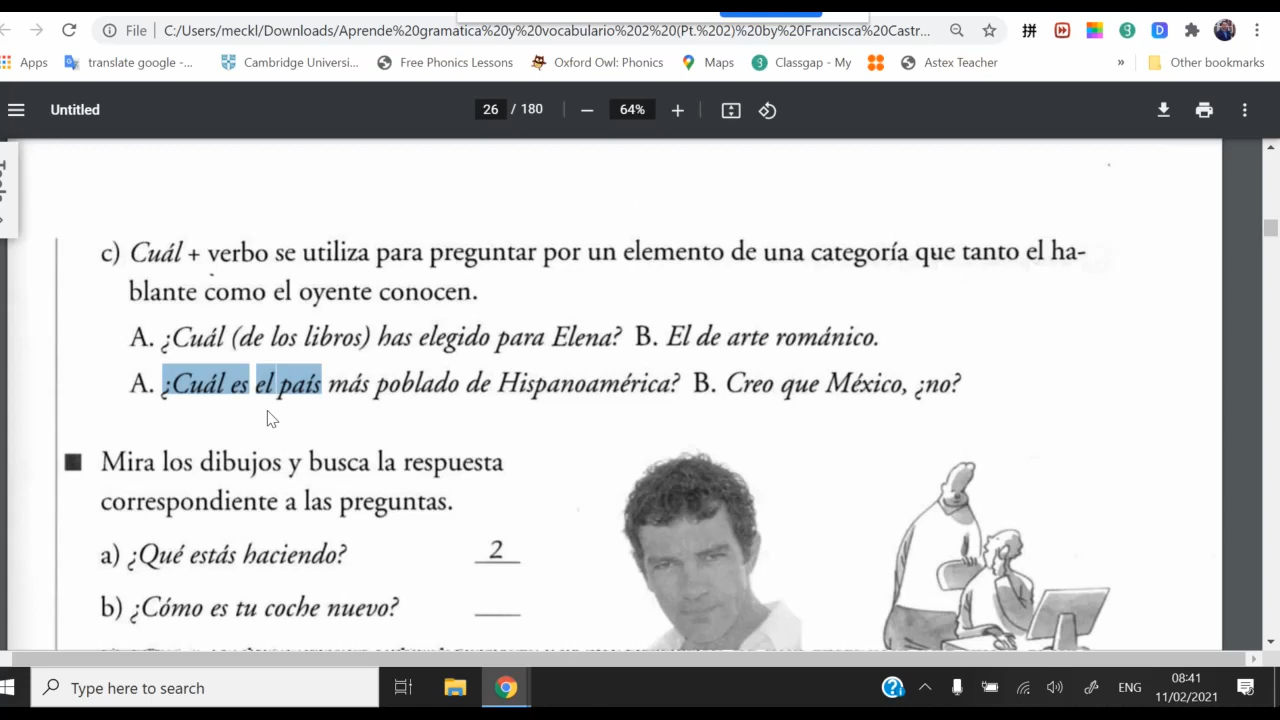 File
C:/Users/meckl/Downloads/Aprende%20gramatica%20y%20vocabulario%202%20(Pt.%202)%20by%20Francisca%20Castr...
Apps
translate google -...
Cambridge Universi...
Free Phonics Lessons
Oxford Owl: Phonics
Maps
Classgap - My
Astex Teacher
»
Other bookmarks
Untitled
26 / 180
64%
c) Cuál + verbo se utiliza para preguntar por un elemento de una categoría que tanto el ha-
blante como el oyente conocen.
A. ¿Cuál (de los libros) has elegido para Elena? B. El de arte románico.
A. ¿Cuál es el país más poblado de Hispanoamérica? B. Creo que México, ¿no?
Mira los dibujos y busca la respuesta
correspondiente a las preguntas.
a) ¿Qué estás haciendo? 2
b) ¿Cómo es tu coche nuevo?
Type here to search
ENG
08:41
11/02/2021